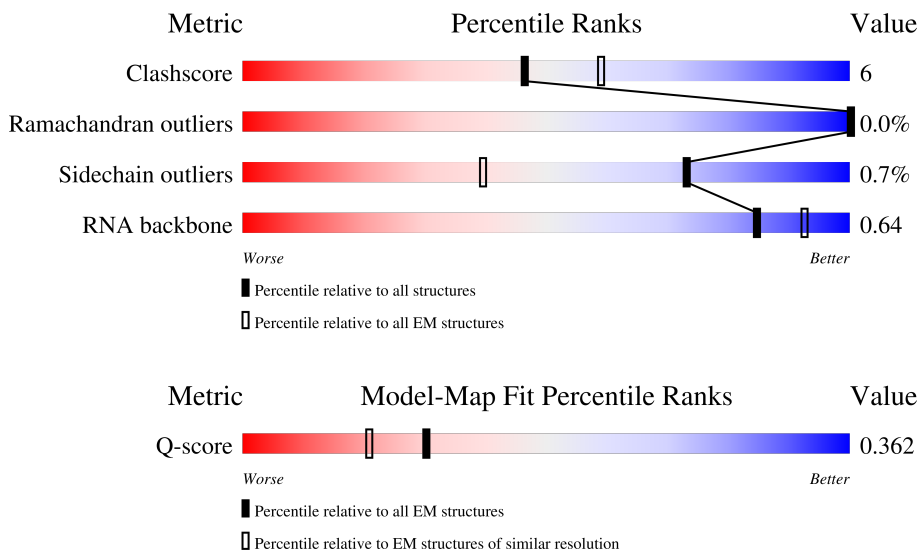 Metric Percentile Ranks Value
Clashscore 6
Ramachandran outliers 0.0%
Sidechain outliers 0.7%
RNA backbone 0.64
Worse Better
Percentile relative to all structures
Percentile relative to all EM structures
Metric Model-Map Fit Percentile Ranks Value
Q-score 0.362
Worse Better
Percentile relative to all EM structures
Percentile relative to EM structures of similar resolution